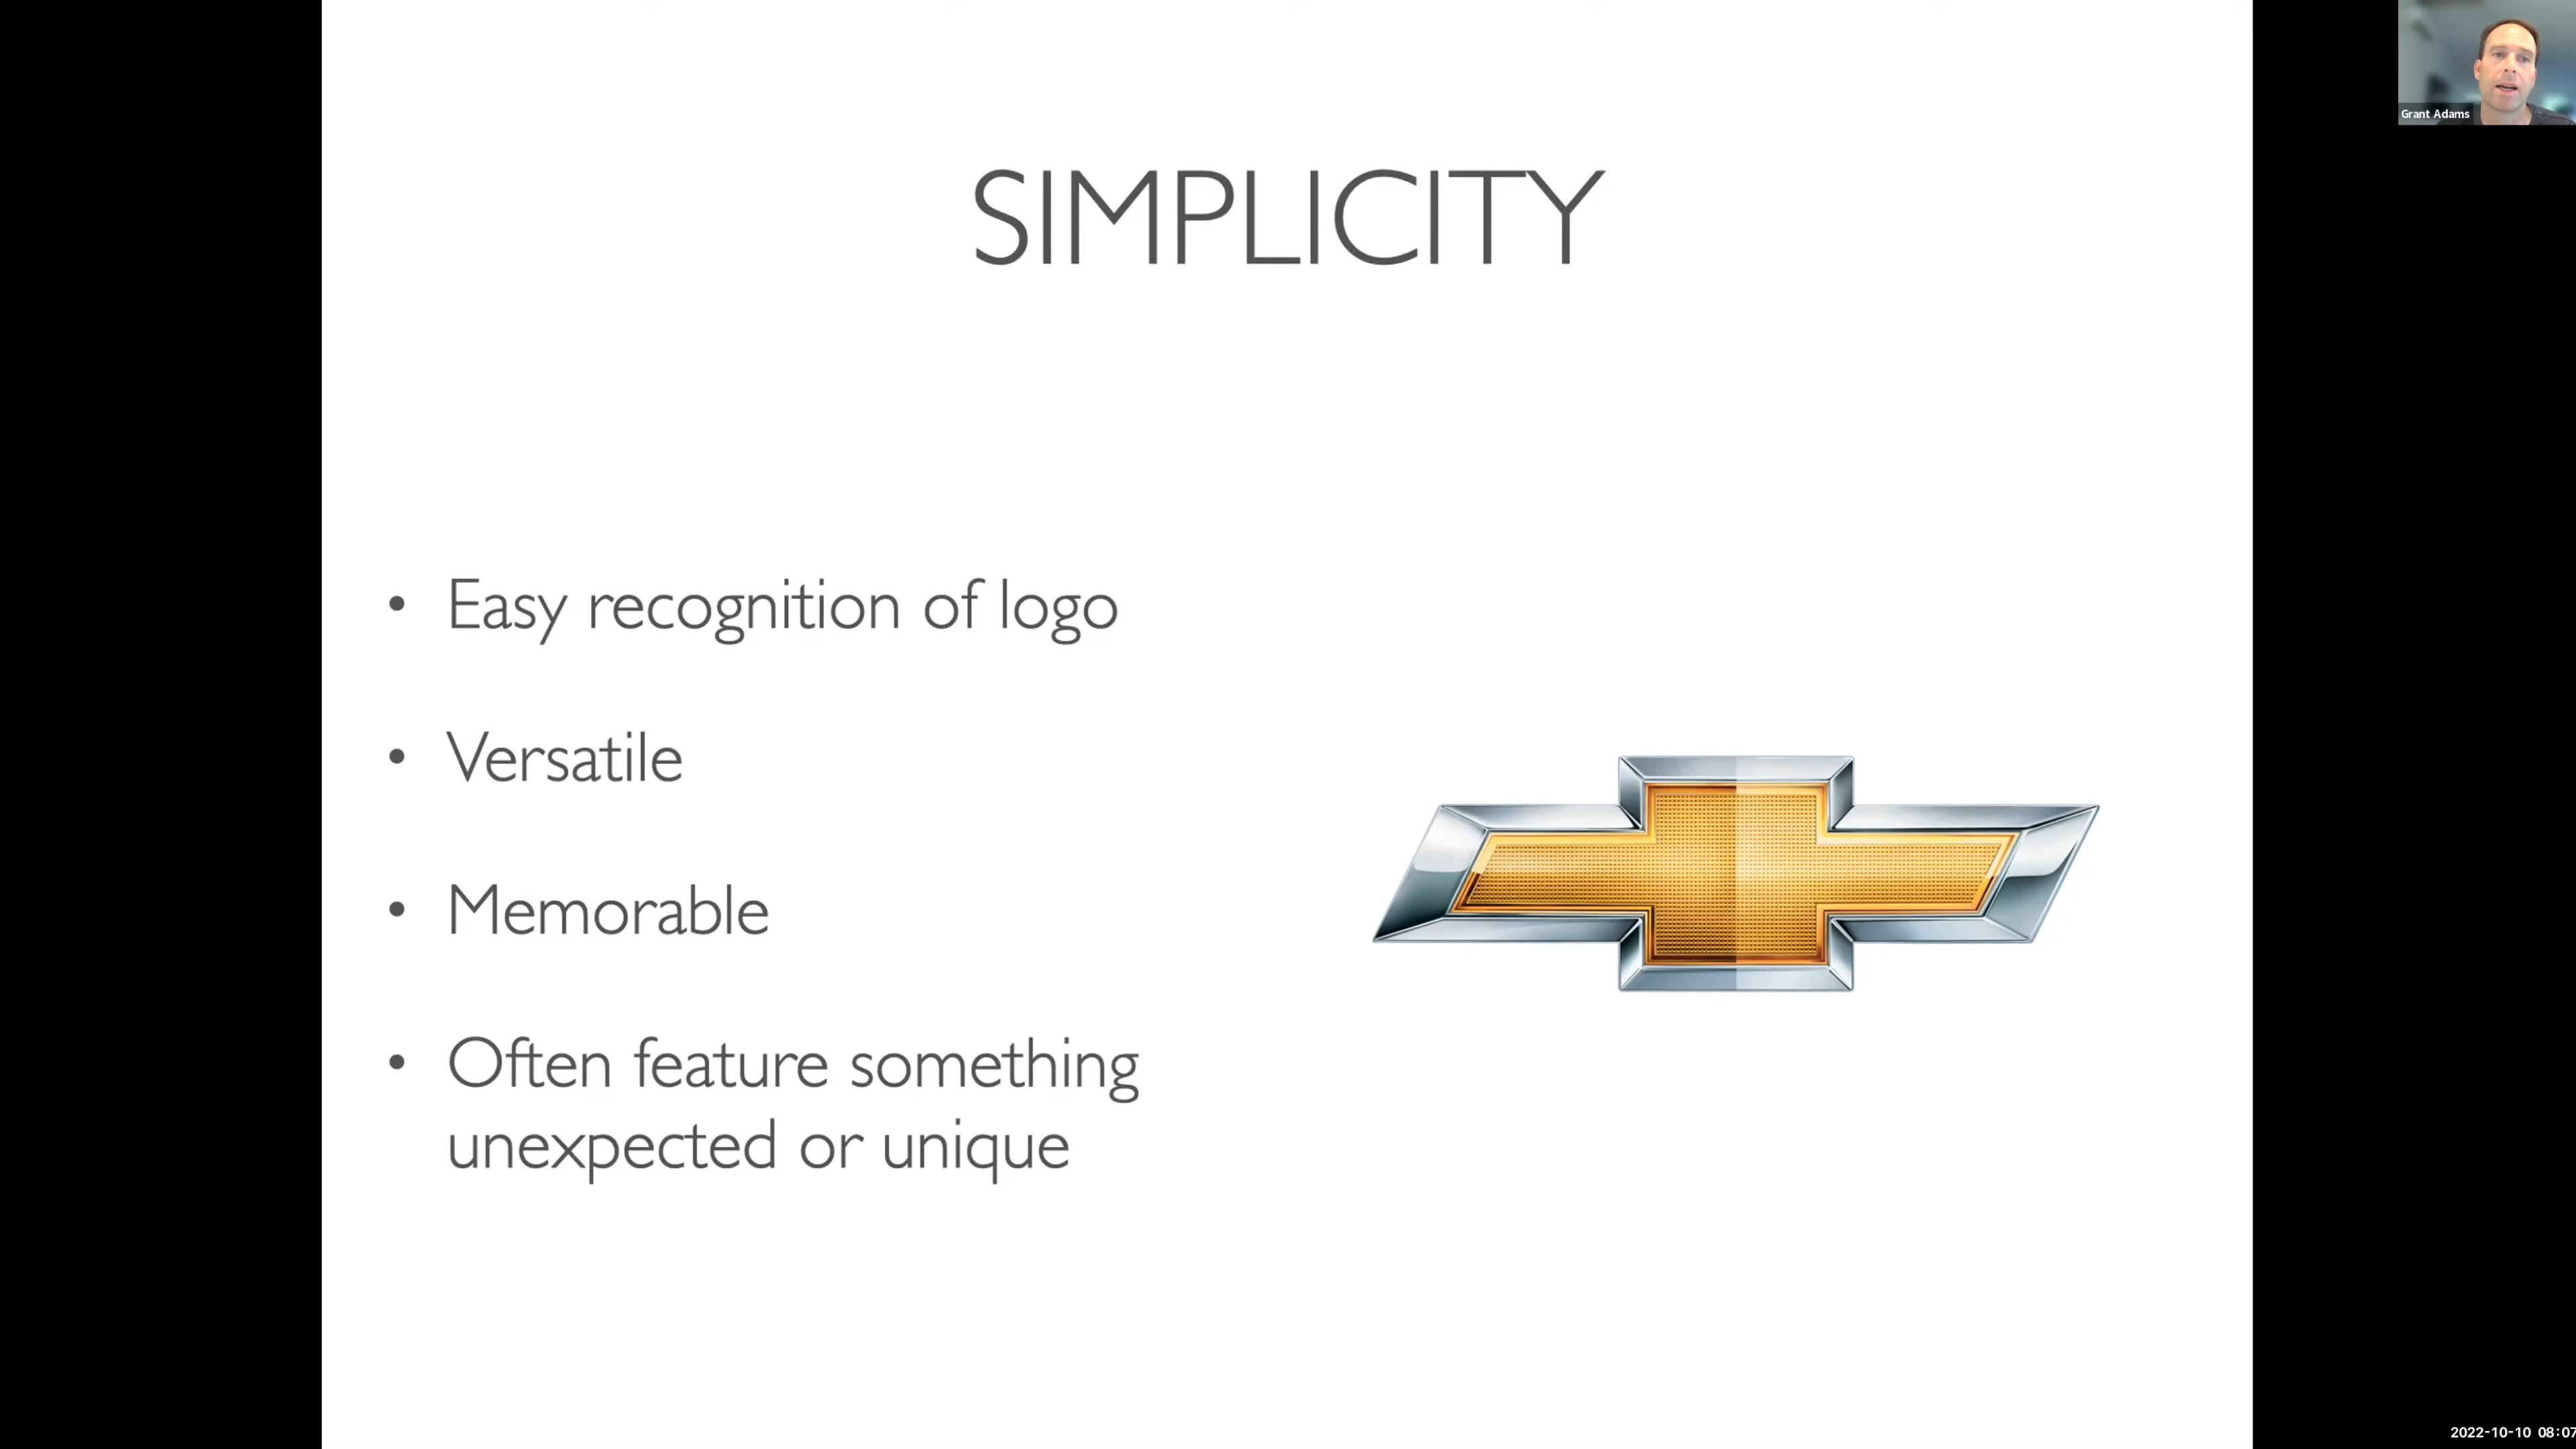 Grant Adams
SIMPLICITY
• Easy recognition of logo
• Versatile
• Memorable
• Often feature something
unexpected or unique
2022-10-10 08:07